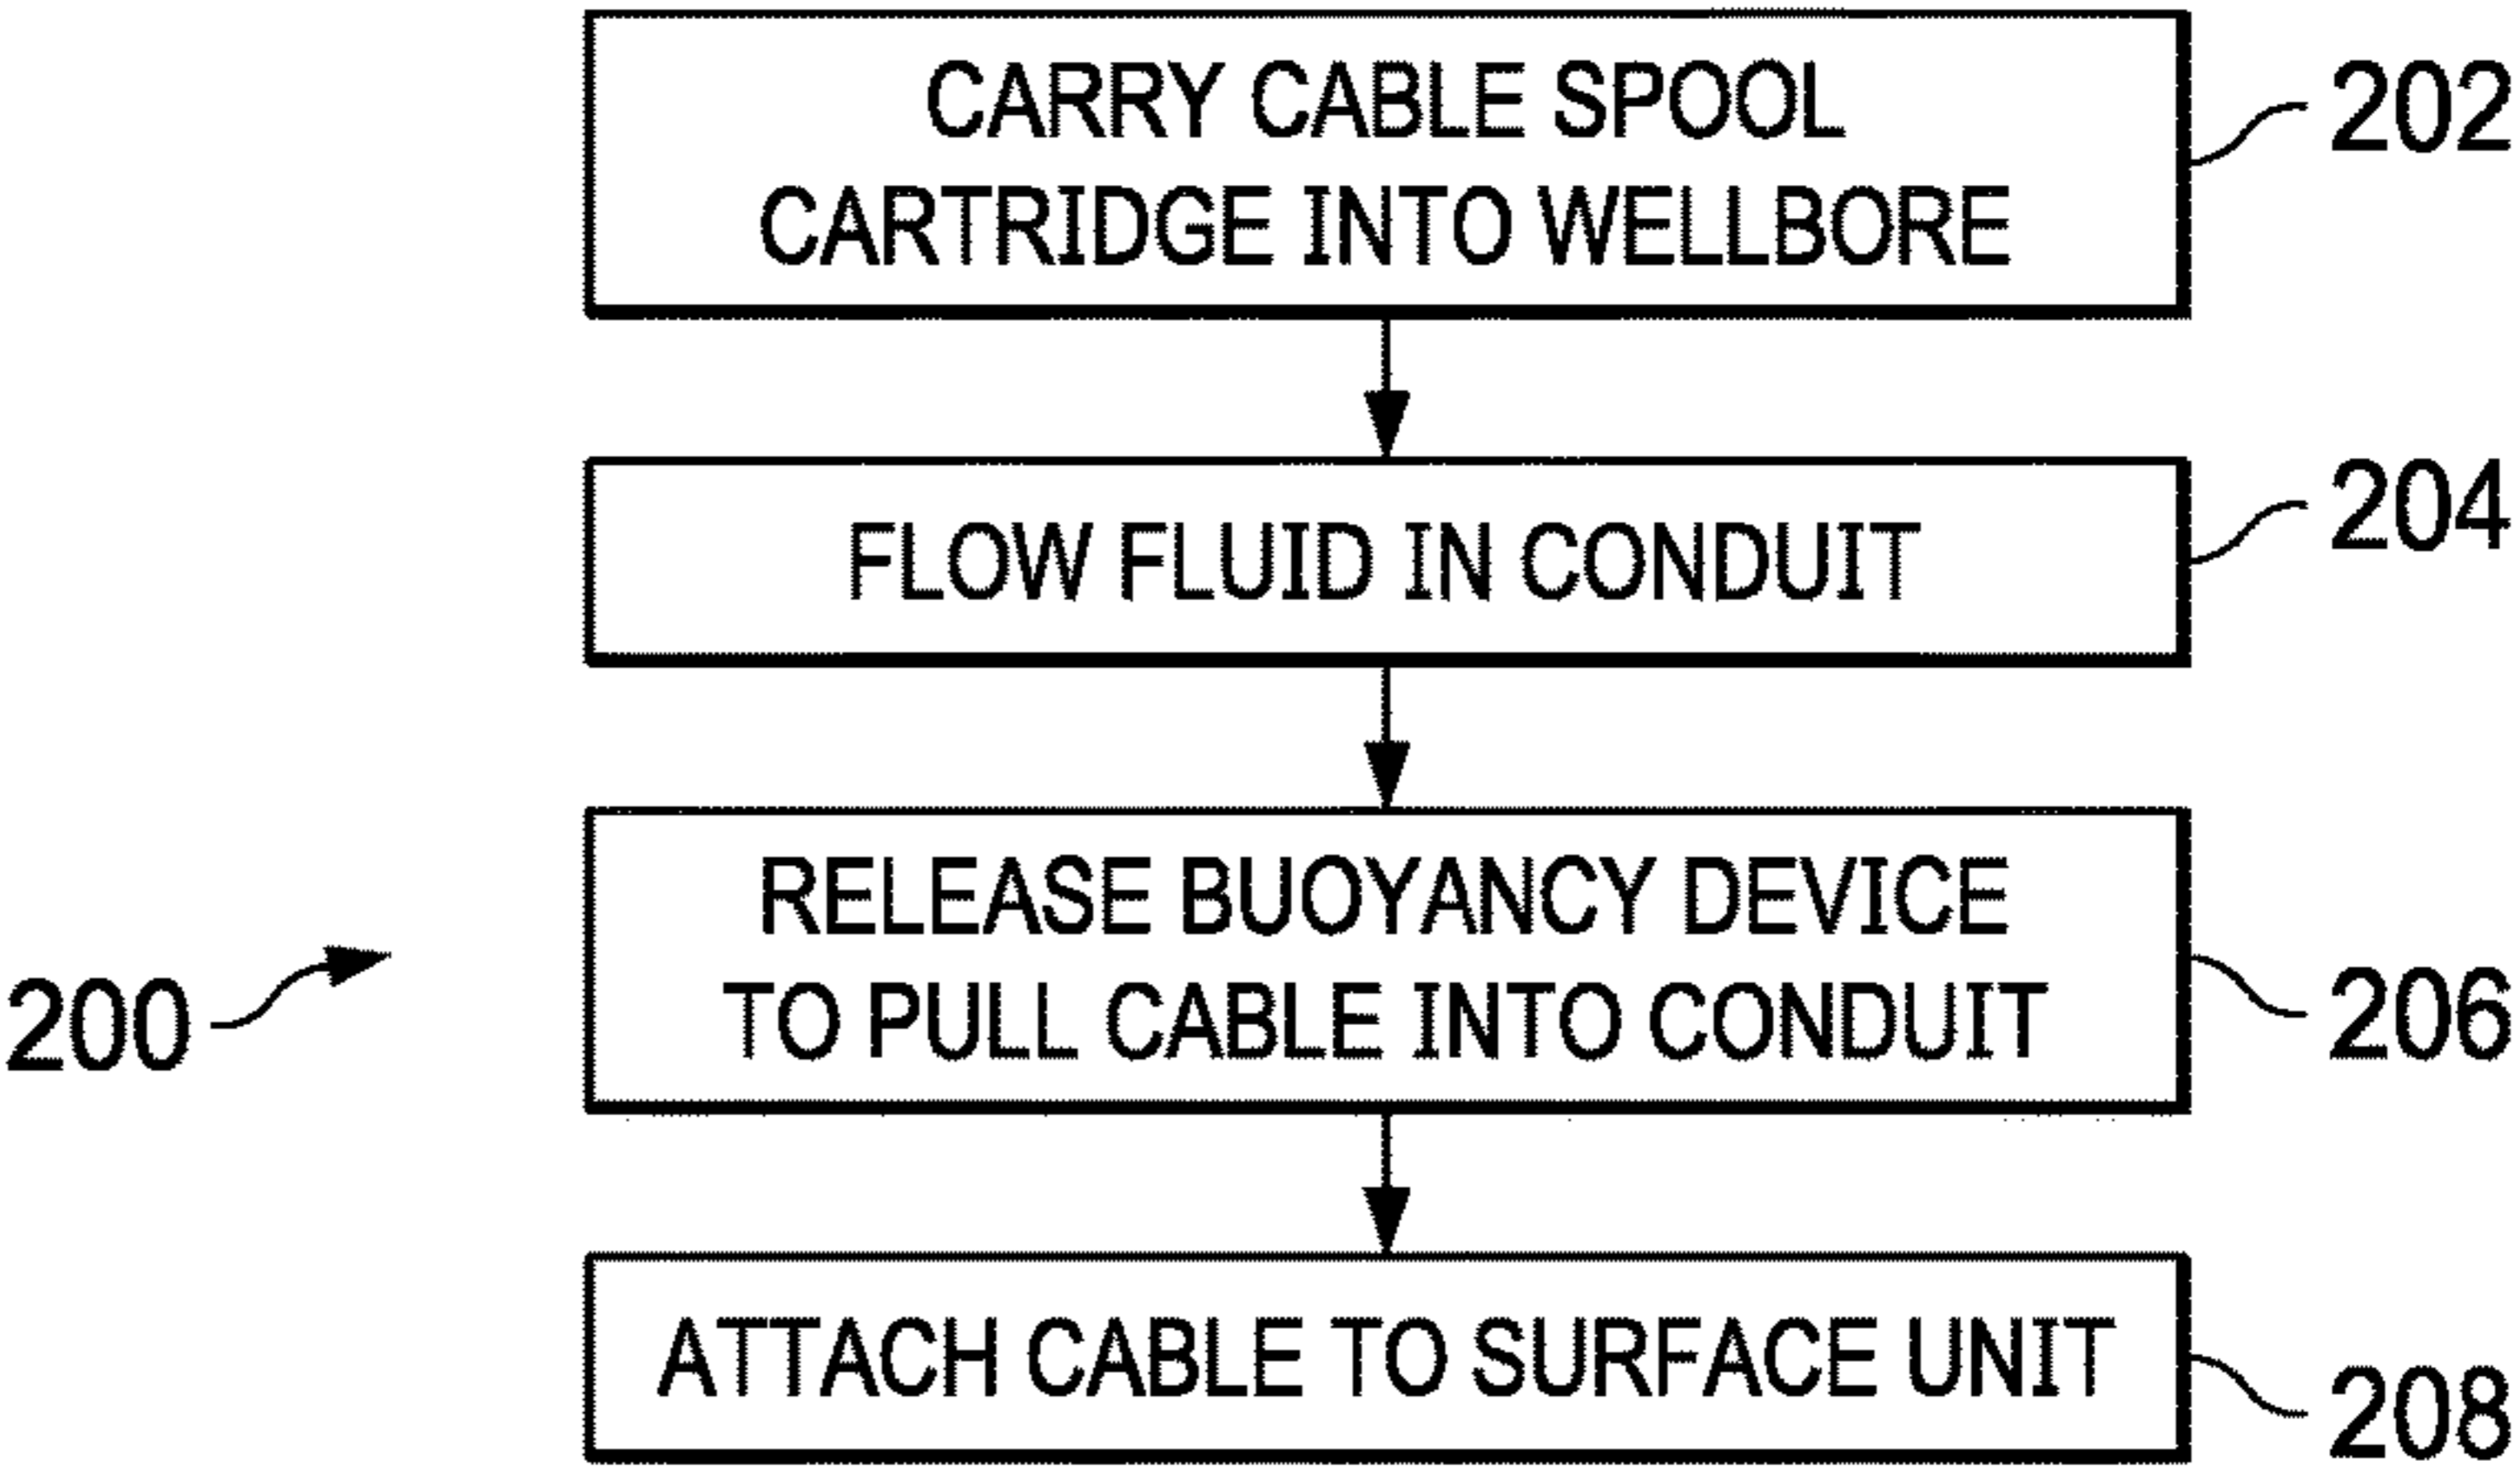 CARRY CABLE SPOOL
CARTRIDGE INTO WELLBORE
202
FLOW FLUID IN CONDUIT
204
RELEASE BUOYANCY DEVICE
TO PULL CABLE INTO CONDUIT
206
200
ATTACH CABLE TO SURFACE UNIT
208